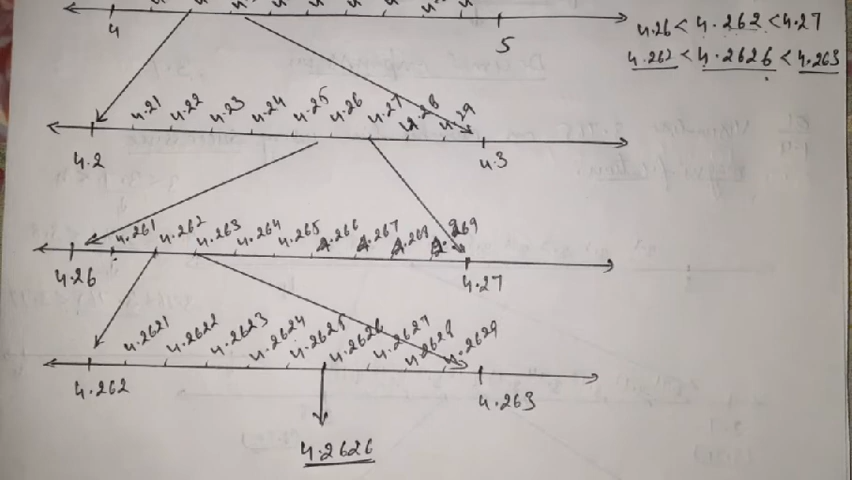 4 5
4.26 < 4.262 < 4.27
4.262 < 4.2626 < 4.263
4.21 4.22 4.23 4.24 4.25 4.26 4.27 4.28 4.29
4.2 4.3
4.261 4.262 4.263 4.264 4.265 4.266 4.267 4.269
4.26 4.27
4.2621 4.2622 4.2623 4.2624 4.2625 4.2626 4.2627 4.2628 4.2629
4.262 4.263
4.2626